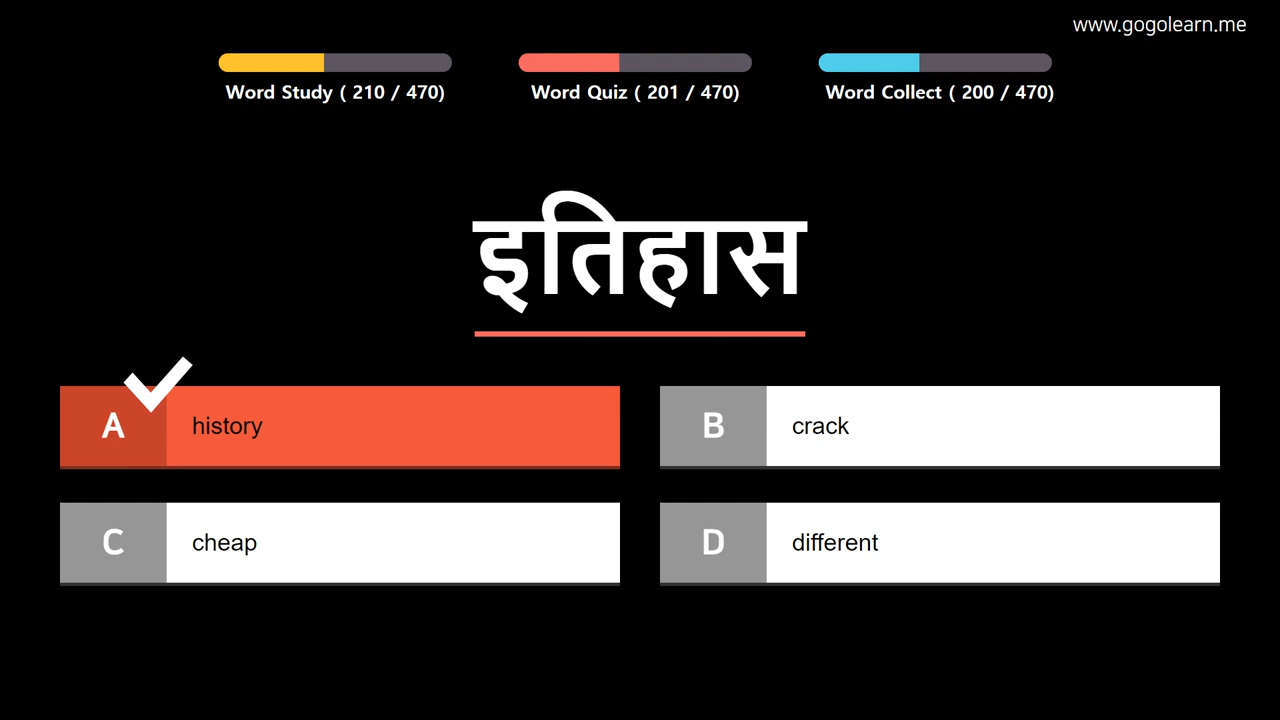 www.gogolearn.me
Word Study ( 210 / 470)
Word Quiz ( 201 / 470)
Word Collect ( 200 / 470)
इतिहास
A history
B crack
C cheap
D different